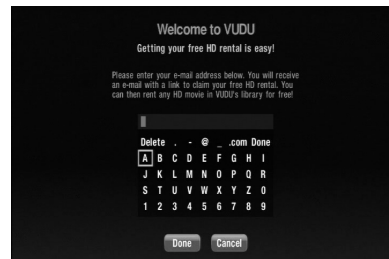 Welcome to VUDU
Getting your free HD rental is easy!
Please enter your e-mail address below. You will receive
an e-mail with a link to claim your free HD rental. You
can then rent any HD movie in VUDU's library for free!
Delete . - @ _ .com Done
A B C D E F G H I
J K L M N O P Q R
S T U V W X Y Z 0
1 2 3 4 5 6 7 8 9
Done Cancel